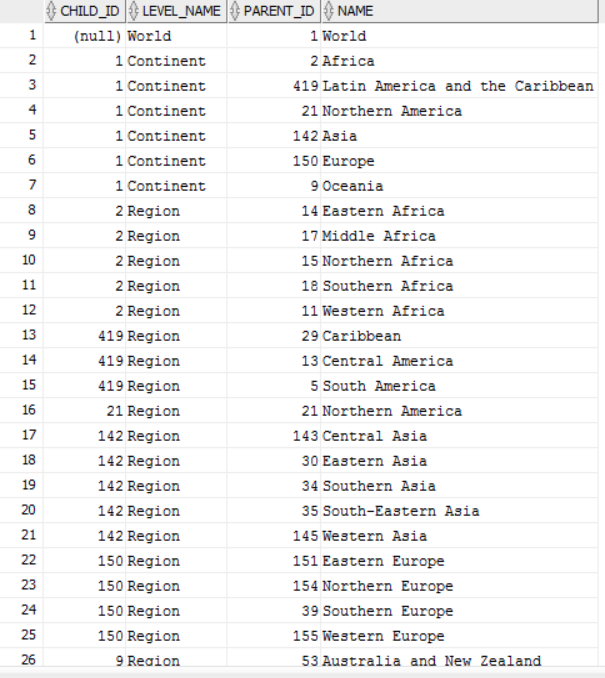 CHILD_ID LEVEL_NAME PARENT_ID NAME
1 (null) World 1 World
2 1 Continent 2 Africa
3 1 Continent 419 Latin America and the Caribbean
4 1 Continent 21 Northern America
5 1 Continent 142 Asia
6 1 Continent 150 Europe
7 1 Continent 9 Oceania
8 2 Region 14 Eastern Africa
9 2 Region 17 Middle Africa
10 2 Region 15 Northern Africa
11 2 Region 18 Southern Africa
12 2 Region 11 Western Africa
13 419 Region 29 Caribbean
14 419 Region 13 Central America
15 419 Region 5 South America
16 21 Region 21 Northern America
17 142 Region 143 Central Asia
18 142 Region 30 Eastern Asia
19 142 Region 34 Southern Asia
20 142 Region 35 South-Eastern Asia
21 142 Region 145 Western Asia
22 150 Region 151 Eastern Europe
23 150 Region 154 Northern Europe
24 150 Region 39 Southern Europe
25 150 Region 155 Western Europe
26 9 Region 53 Australia and New Zealand